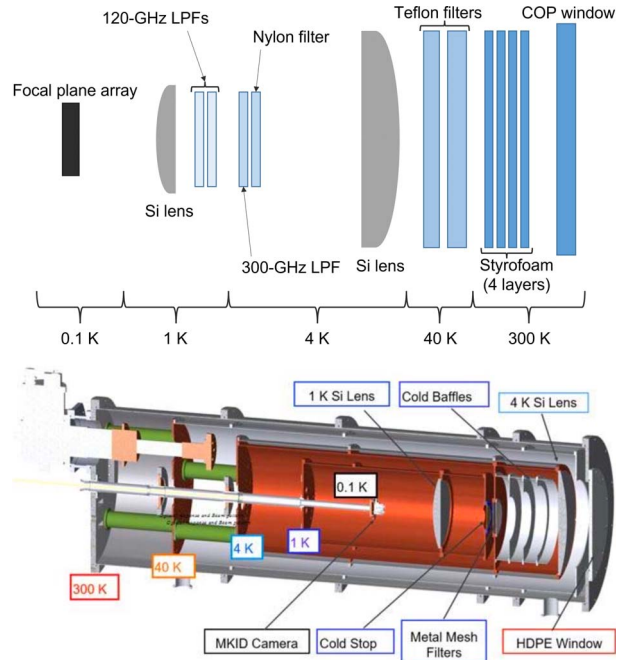 120-GHz LPFs
Teflon filters
COP window
Nylon filter
Focal plane array
Si lens
300-GHz LPF
Si lens
Styrofoam
(4 layers)
0.1 K
1 K
4 K
40 K
300 K
1 K Si Lens
Cold Baffles
4 K Si Lens
0.1 K
1 K
4 K
40 K
300 K
MKID Camera
Cold Stop
Metal Mesh
Filters
HDPE Window